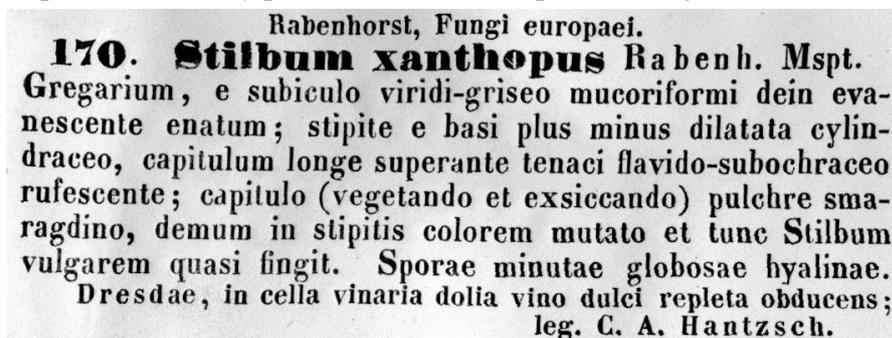 Rabenhorst, Fungi europaei.
170. Stilbum xanthopus Rabenh. Mspt.
Gregarium, e subiculo viridi-griseo mucoriformi dein eva-
nescente enatum; stipite e basi plus minus dilatata cylin-
draceo, capitulum longe superante tenaci flavido-subochraceo
rufescente; capitulo (vegetando et exsiccando) pulchre sma-
ragdino, demum in stipitis colorem mutato et tunc Stilbum
vulgarem quasi fingit. Sporae minutae globosae hyalinae.
Dresdae, in cella vinaria dolia vino dulci repleta obducens;
leg. C. A. Hantzsch.